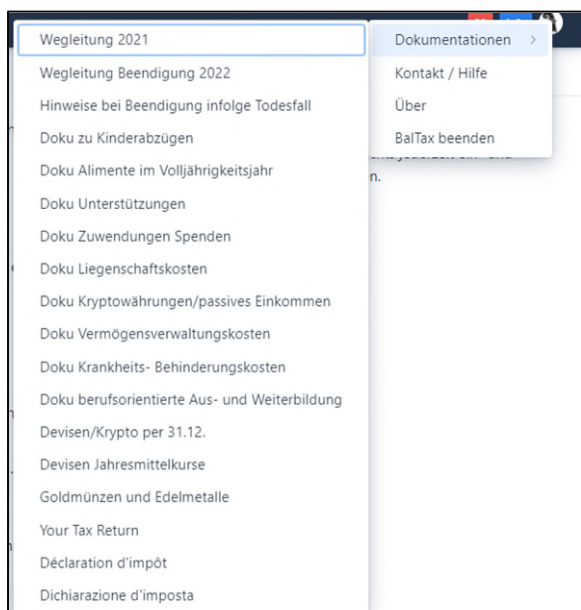 Wegleitung 2021
Wegleitung Beendigung 2022
Hinweise bei Beendigung infolge Todesfall
Doku zu Kinderabzügen
Doku Alimente im Volljährigkeitsjahr
Doku Unterstützungen
Doku Zuwendungen Spenden
Doku Liegenschaftskosten
Doku Kryptowährungen/passives Einkommen
Doku Vermögensverwaltungskosten
Doku Krankheits- Behinderungskosten
Doku berufsorientierte Aus- und Weiterbildung
Devisen/Krypto per 31.12.
Devisen Jahresmittelkurse
Goldmünzen und Edelmetalle
Your Tax Return
Déclaration d'impôt
Dichiarazione d'imposta
Dokumentationen >
Kontakt / Hilfe
Über
BalTax beenden